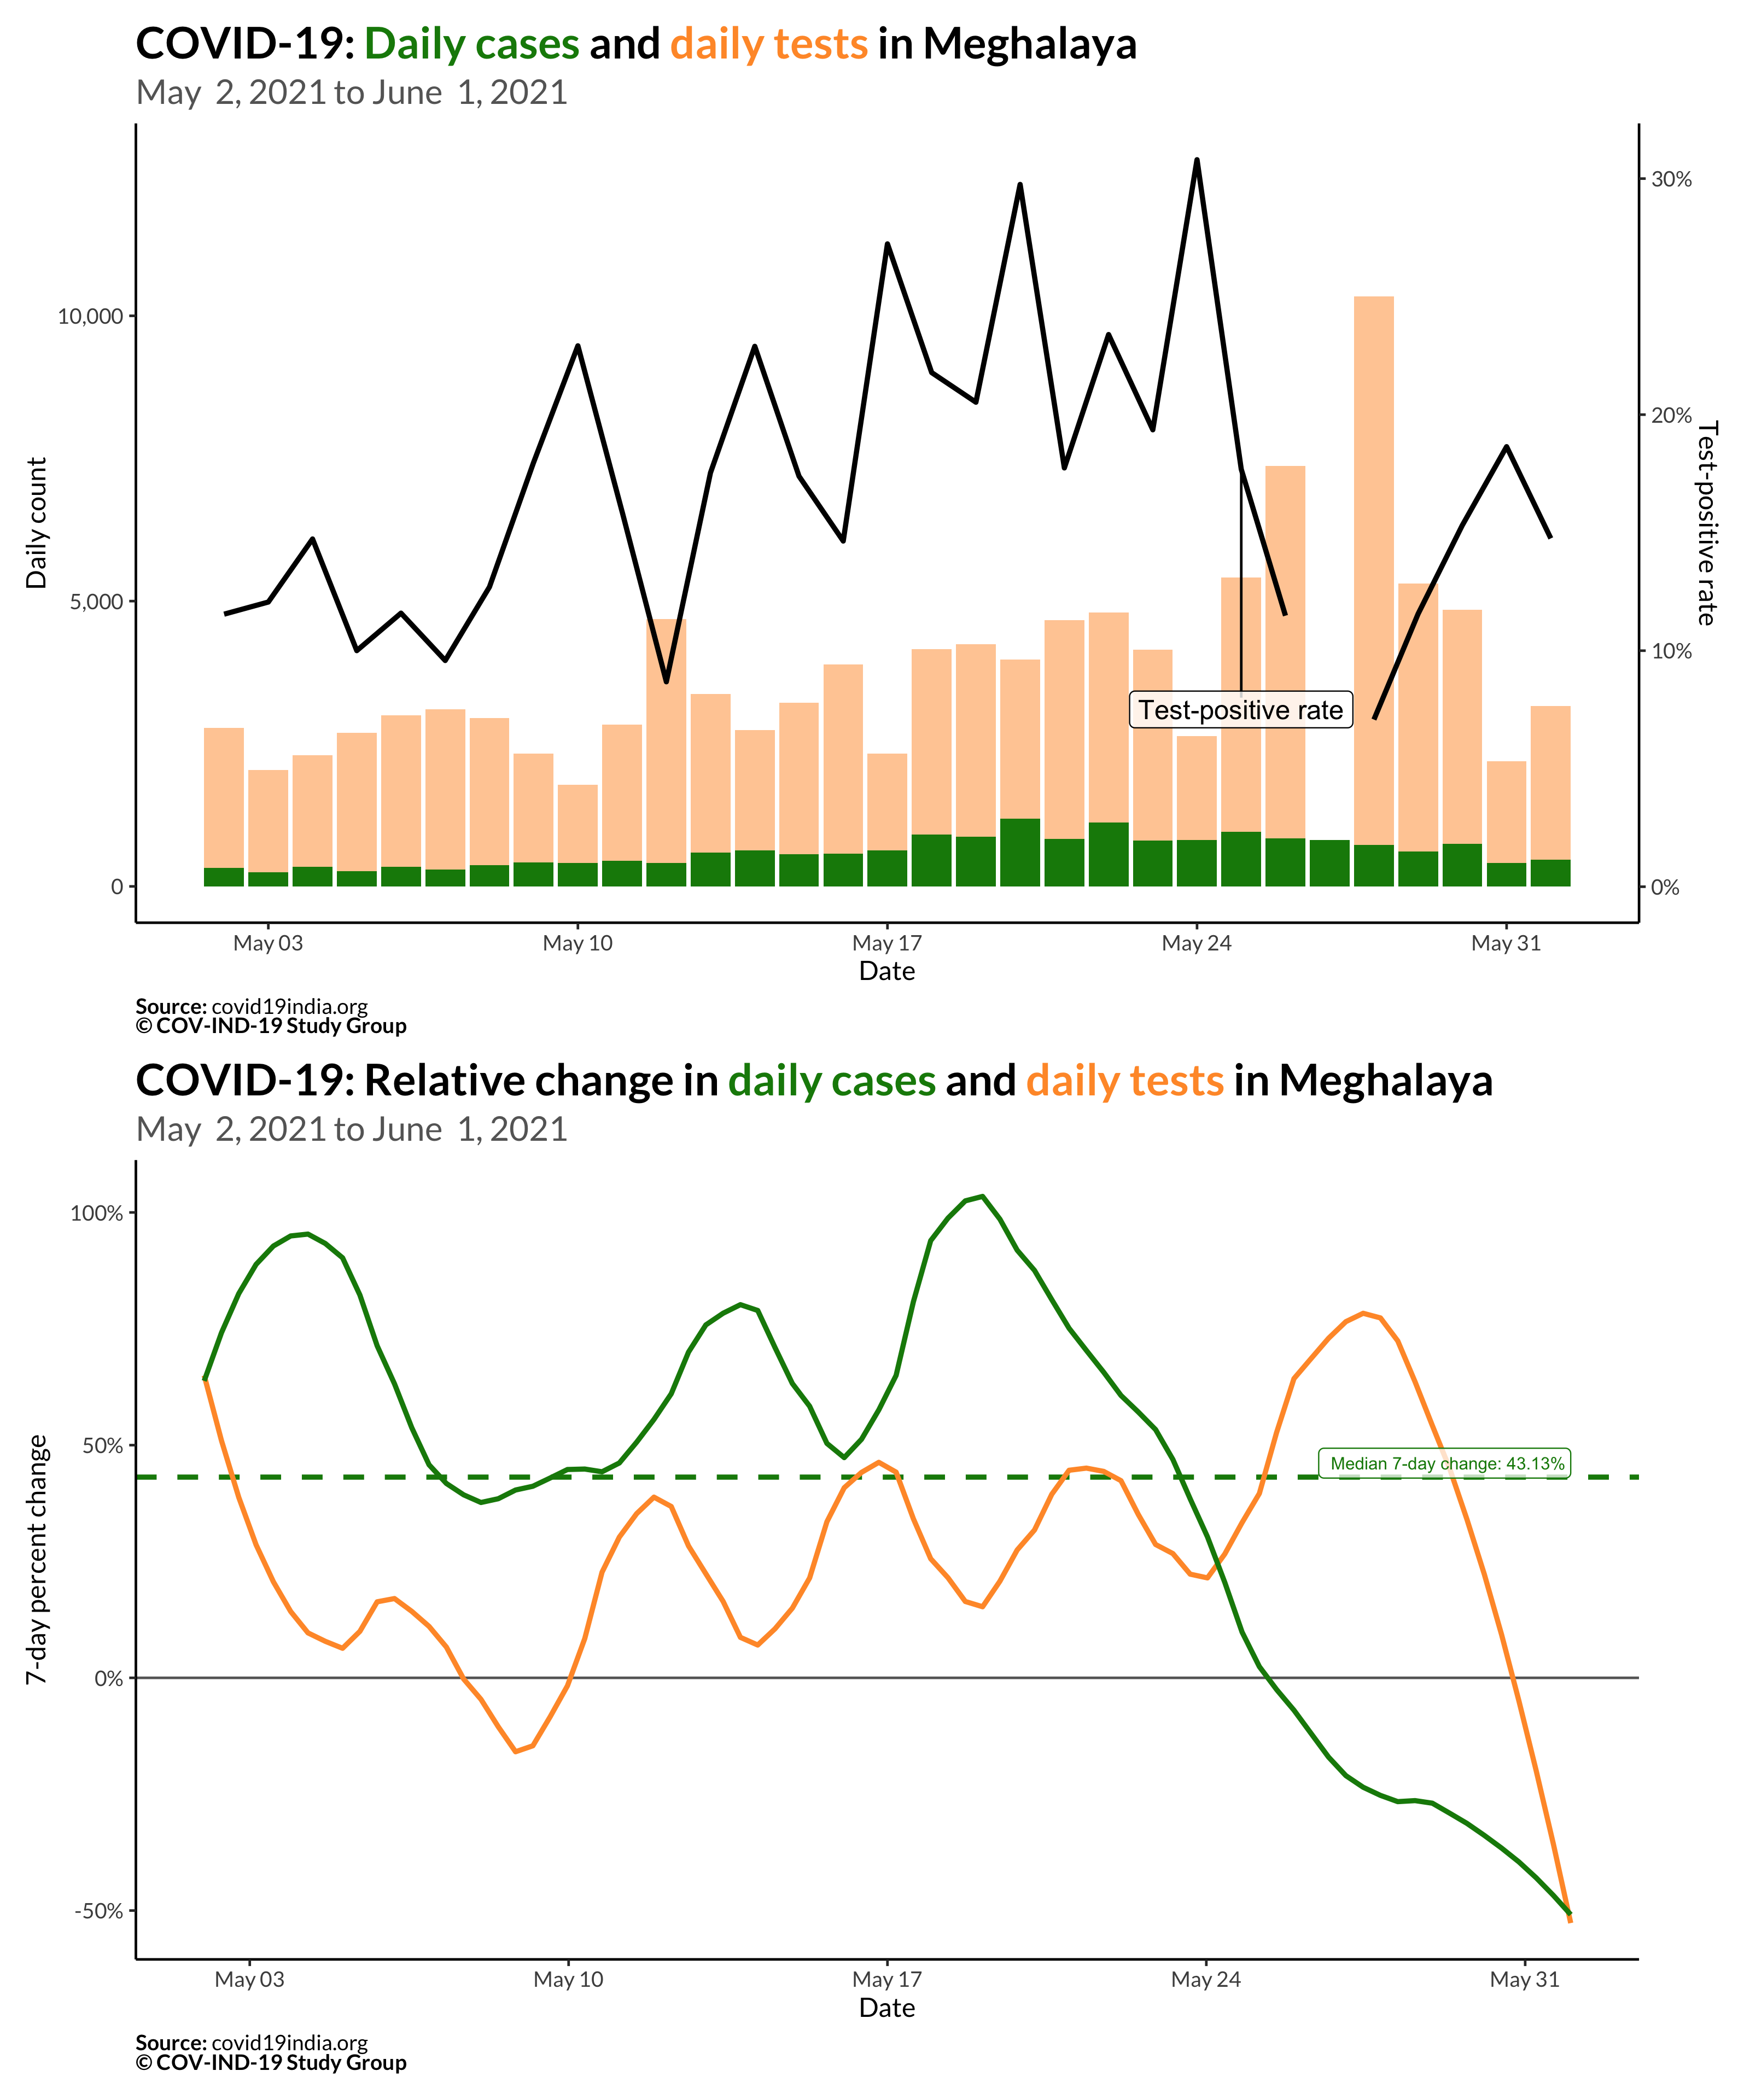 COVID-19: Daily cases and daily tests in Meghalaya
May 2, 2021 to June 1, 2021
Daily count
10,000
5,000
0
30%
20%
10%
0%
Test-positive rate
Test-positive rate
May 03
May 10
May 17
May 24
May 31
Date
Source: covid19india.org
© COV-IND-19 Study Group
COVID-19: Relative change in daily cases and daily tests in Meghalaya
May 2, 2021 to June 1, 2021
7-day percent change
100%
50%
0%
-50%
Median 7-day change: 43.13%
May 03
May 10
May 17
May 24
May 31
Date
Source: covid19india.org
© COV-IND-19 Study Group